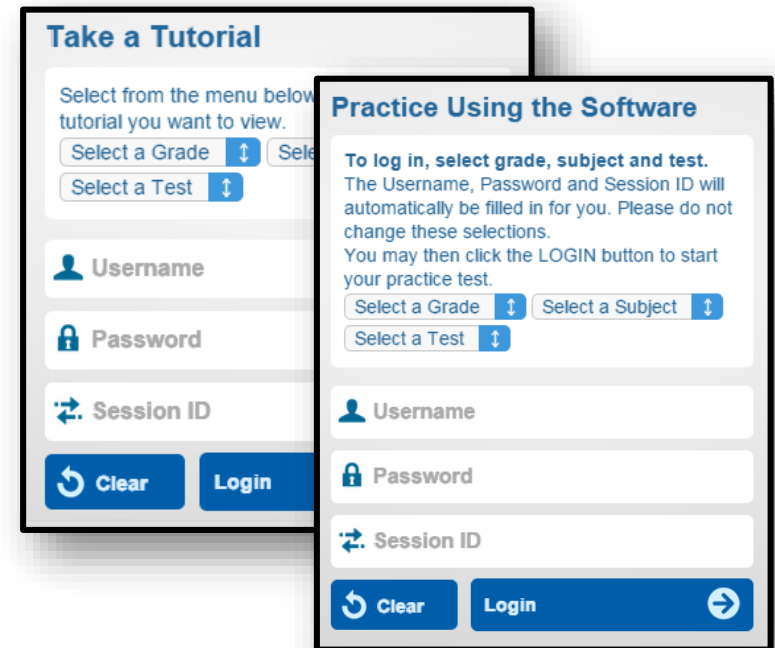 Take a Tutorial
Select from the menu below
tutorial you want to view.
Select a Grade
Select a Test
Username
Password
Session ID
Clear Login
Practice Using the Software
To log in, select grade, subject and test.
The Username, Password and Session ID will
automatically be filled in for you. Please do not
change these selections.
You may then click the LOGIN button to start
your practice test.
Select a Grade Select a Subject
Select a Test
Username
Password
Session ID
Clear Login